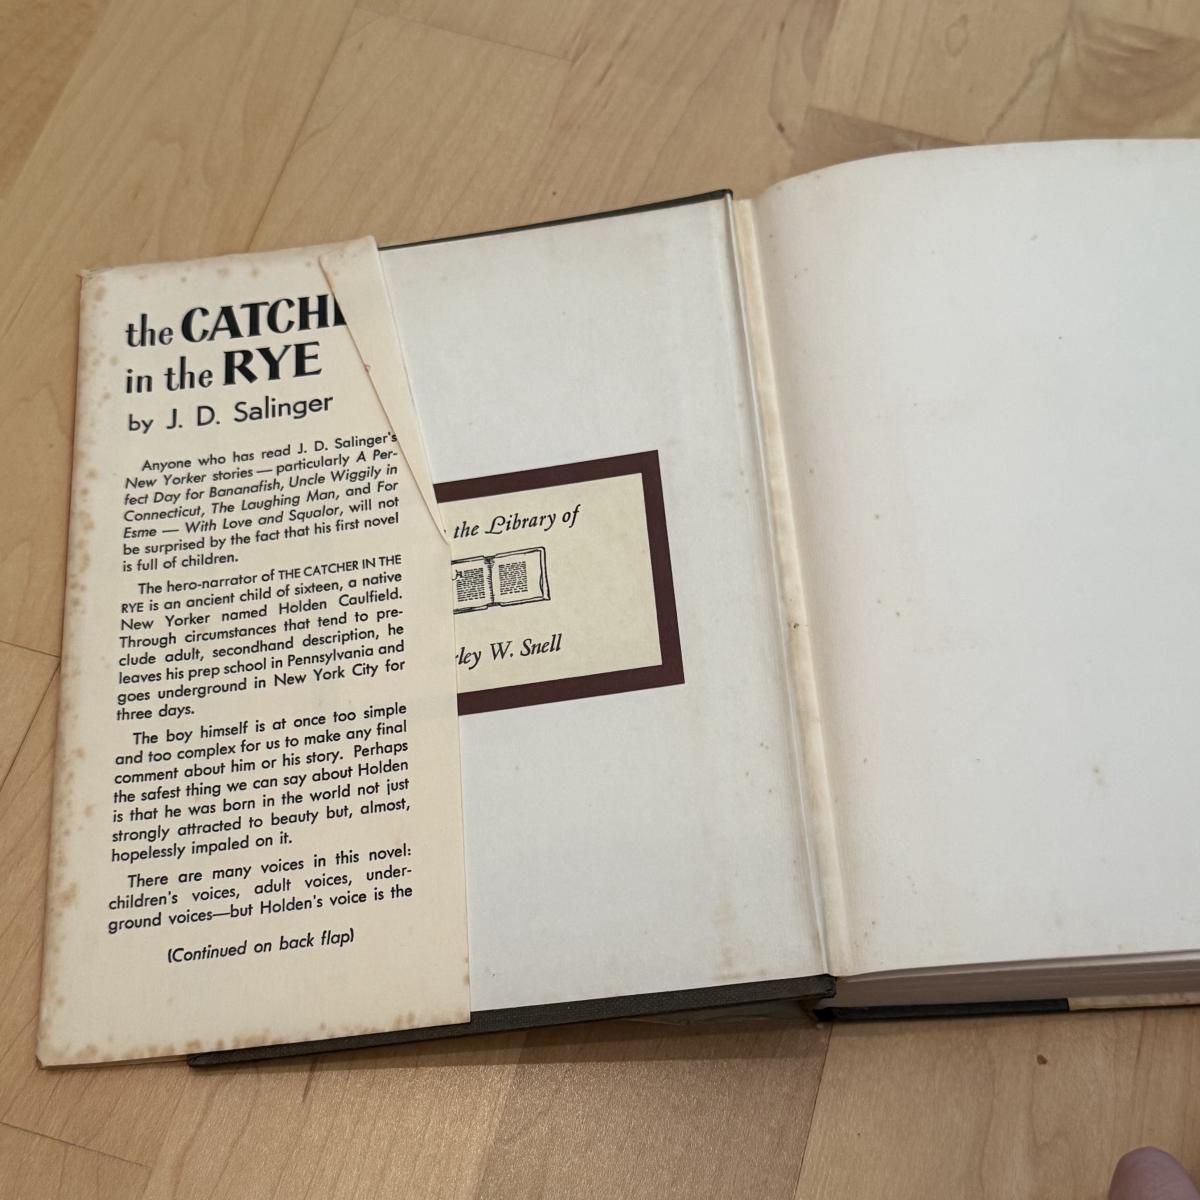 the CATCHE
in the RYE
by J. D. Salinger
Anyone who has read J. D. Salinger's
New Yorker stories — particularly A Per-
fect Day for Bananafish, Uncle Wiggily in
Connecticut, The Laughing Man, and For
Esme — With Love and Squalor, will not
be surprised by the fact that his first novel
is full of children.
The hero-narrator of THE CATCHER IN THE
RYE is an ancient child of sixteen, a native
New Yorker named Holden Caulfield.
Through circumstances that tend to pre-
clude adult, secondhand description, he
leaves his prep school in Pennsylvania and
goes underground in New York City for
three days.
The boy himself is at once too simple
and too complex for us to make any final
comment about him or his story. Perhaps
the safest thing we can say about Holden
is that he was born in the world not just
strongly attracted to beauty but, almost,
hopelessly impaled on it.
There are many voices in this novel:
children's voices, adult voices, under-
ground voices—but Holden's voice is the
(Continued on back flap)
the Library of
ley W. Snell